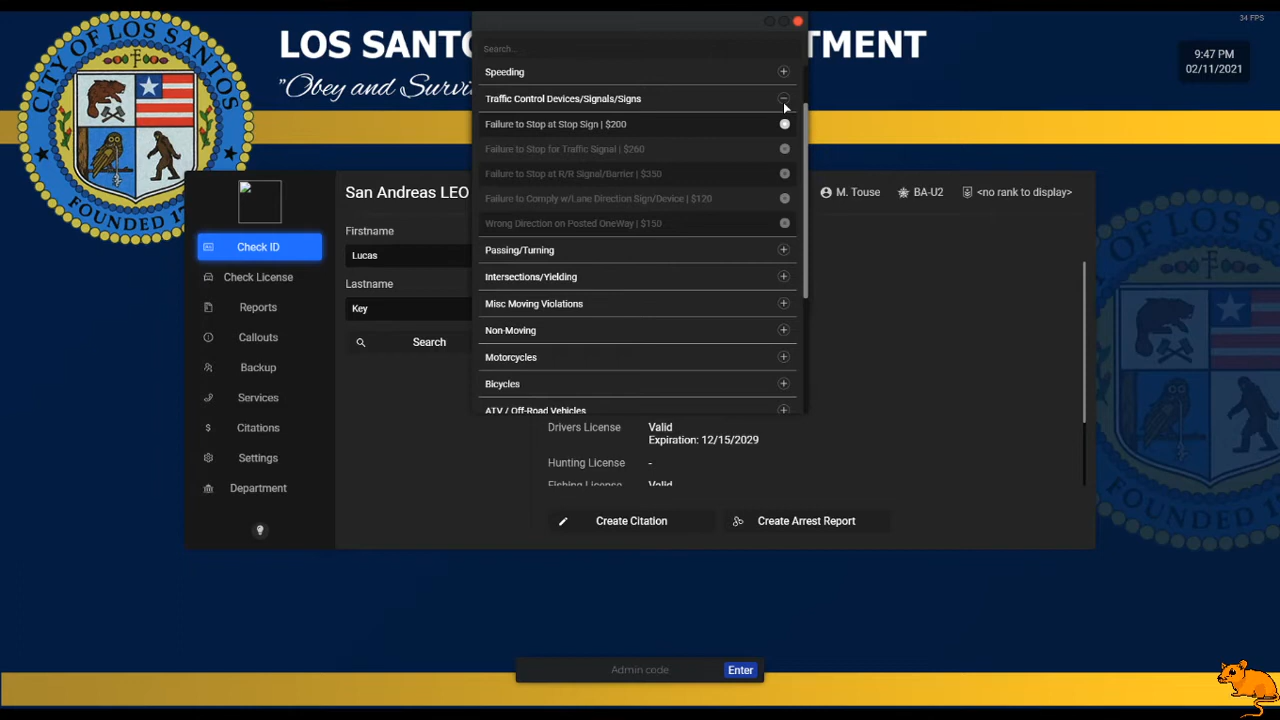 34 FPS
LOS SANTO
TMENT
"Obey and Survi
9:47 PM
02/11/2021
CITY OF LOS SANTOS
FOUNDED 17
Search...
Speeding
Traffic Control Devices/Signals/Signs
Failure to Stop at Stop Sign | $200
Failure to Stop for Traffic Signal | $260
Failure to Stop at R/R Signal/Barrier | $350
Failure to Comply w/Lane Direction Sign/Device | $120
Wrong Direction on Posted OneWay | $150
Passing/Turning
Intersections/Yielding
Misc Moving Violations
Non-Moving
Motorcycles
Bicycles
ATV / Off-Road Vehicles
San Andreas LEO
M. Touse
BA-U2
<no rank to display>
Check ID
Check License
Reports
Callouts
Backup
Services
Citations
Settings
Department
Firstname
Lucas
Lastname
Key
Search
Drivers License
Valid
Expiration: 12/15/2029
Hunting License
-
Fishing License
Valid
Create Citation
Create Arrest Report
Admin code
Enter